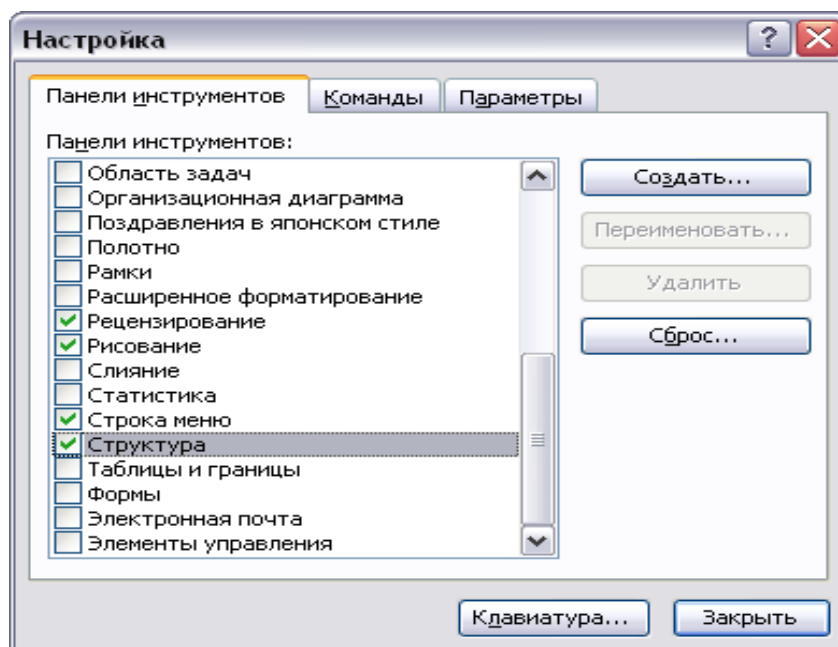 Настройка
Панели инструментов Команды Параметры
Панели инструментов:
Область задач
Организационная диаграмма
Поздравления в японском стиле
Полотно
Рамки
Расширенное форматирование
Рецензирование
Рисование
Слияние
Статистика
Строка меню
Структура
Таблицы и границы
Формы
Электронная почта
Элементы управления
Создать...
Переименовать...
Удалить
Сброс...
Клавиатура... Закрыть